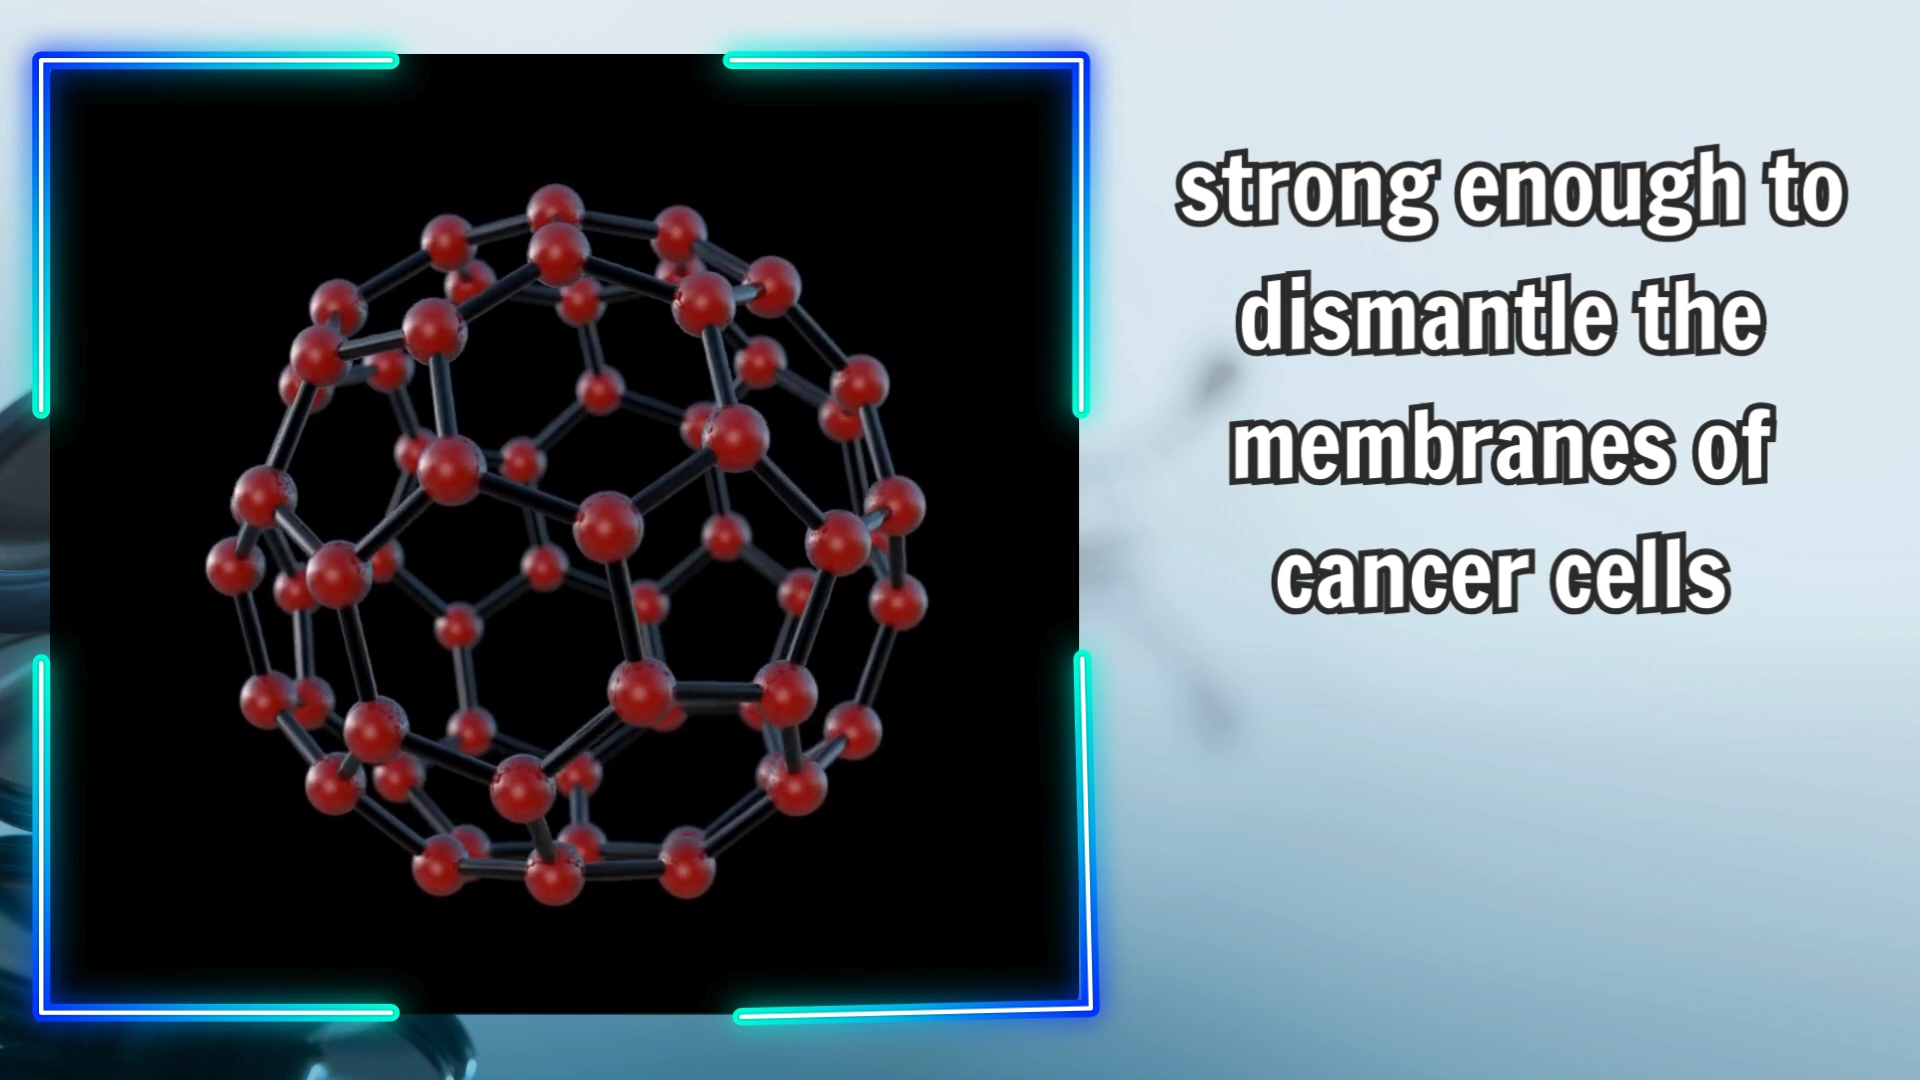 strong enough to
dismantle the
membranes of
cancer cells